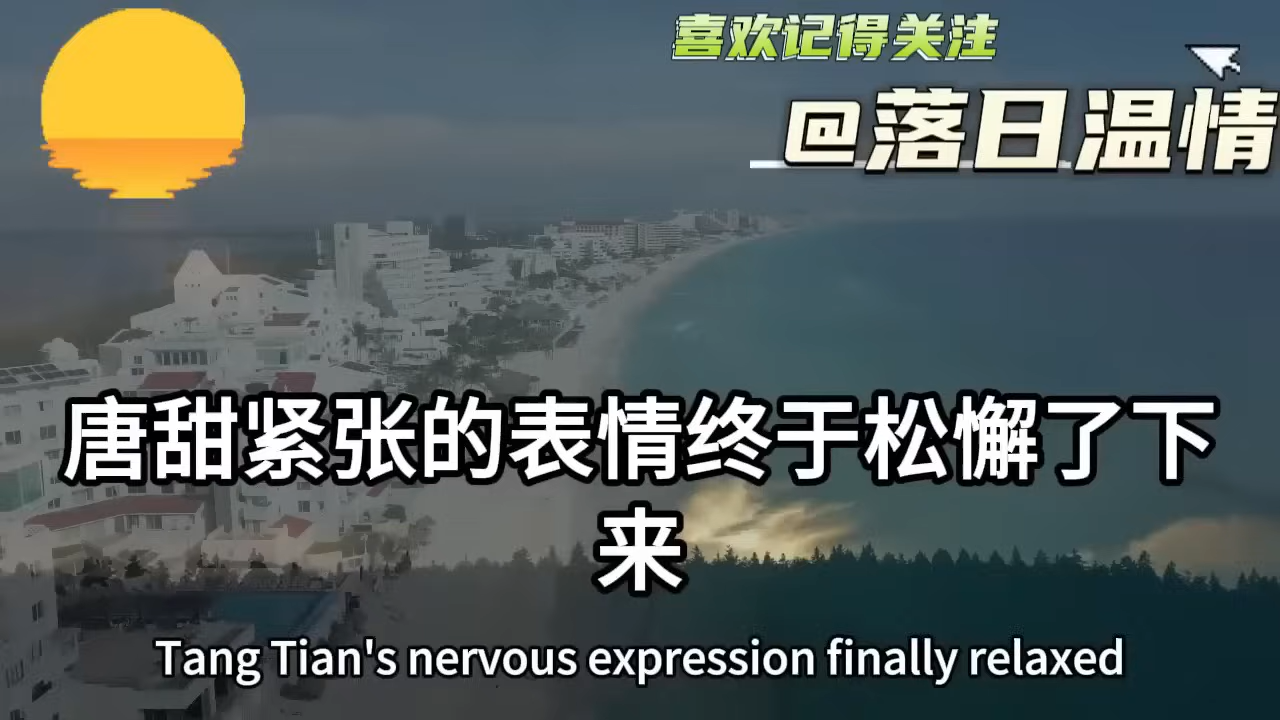 喜欢记得关注
@落日温情
唐甜紧张的表情终于松懈了下
来
Tang Tian's nervous expression finally relaxed